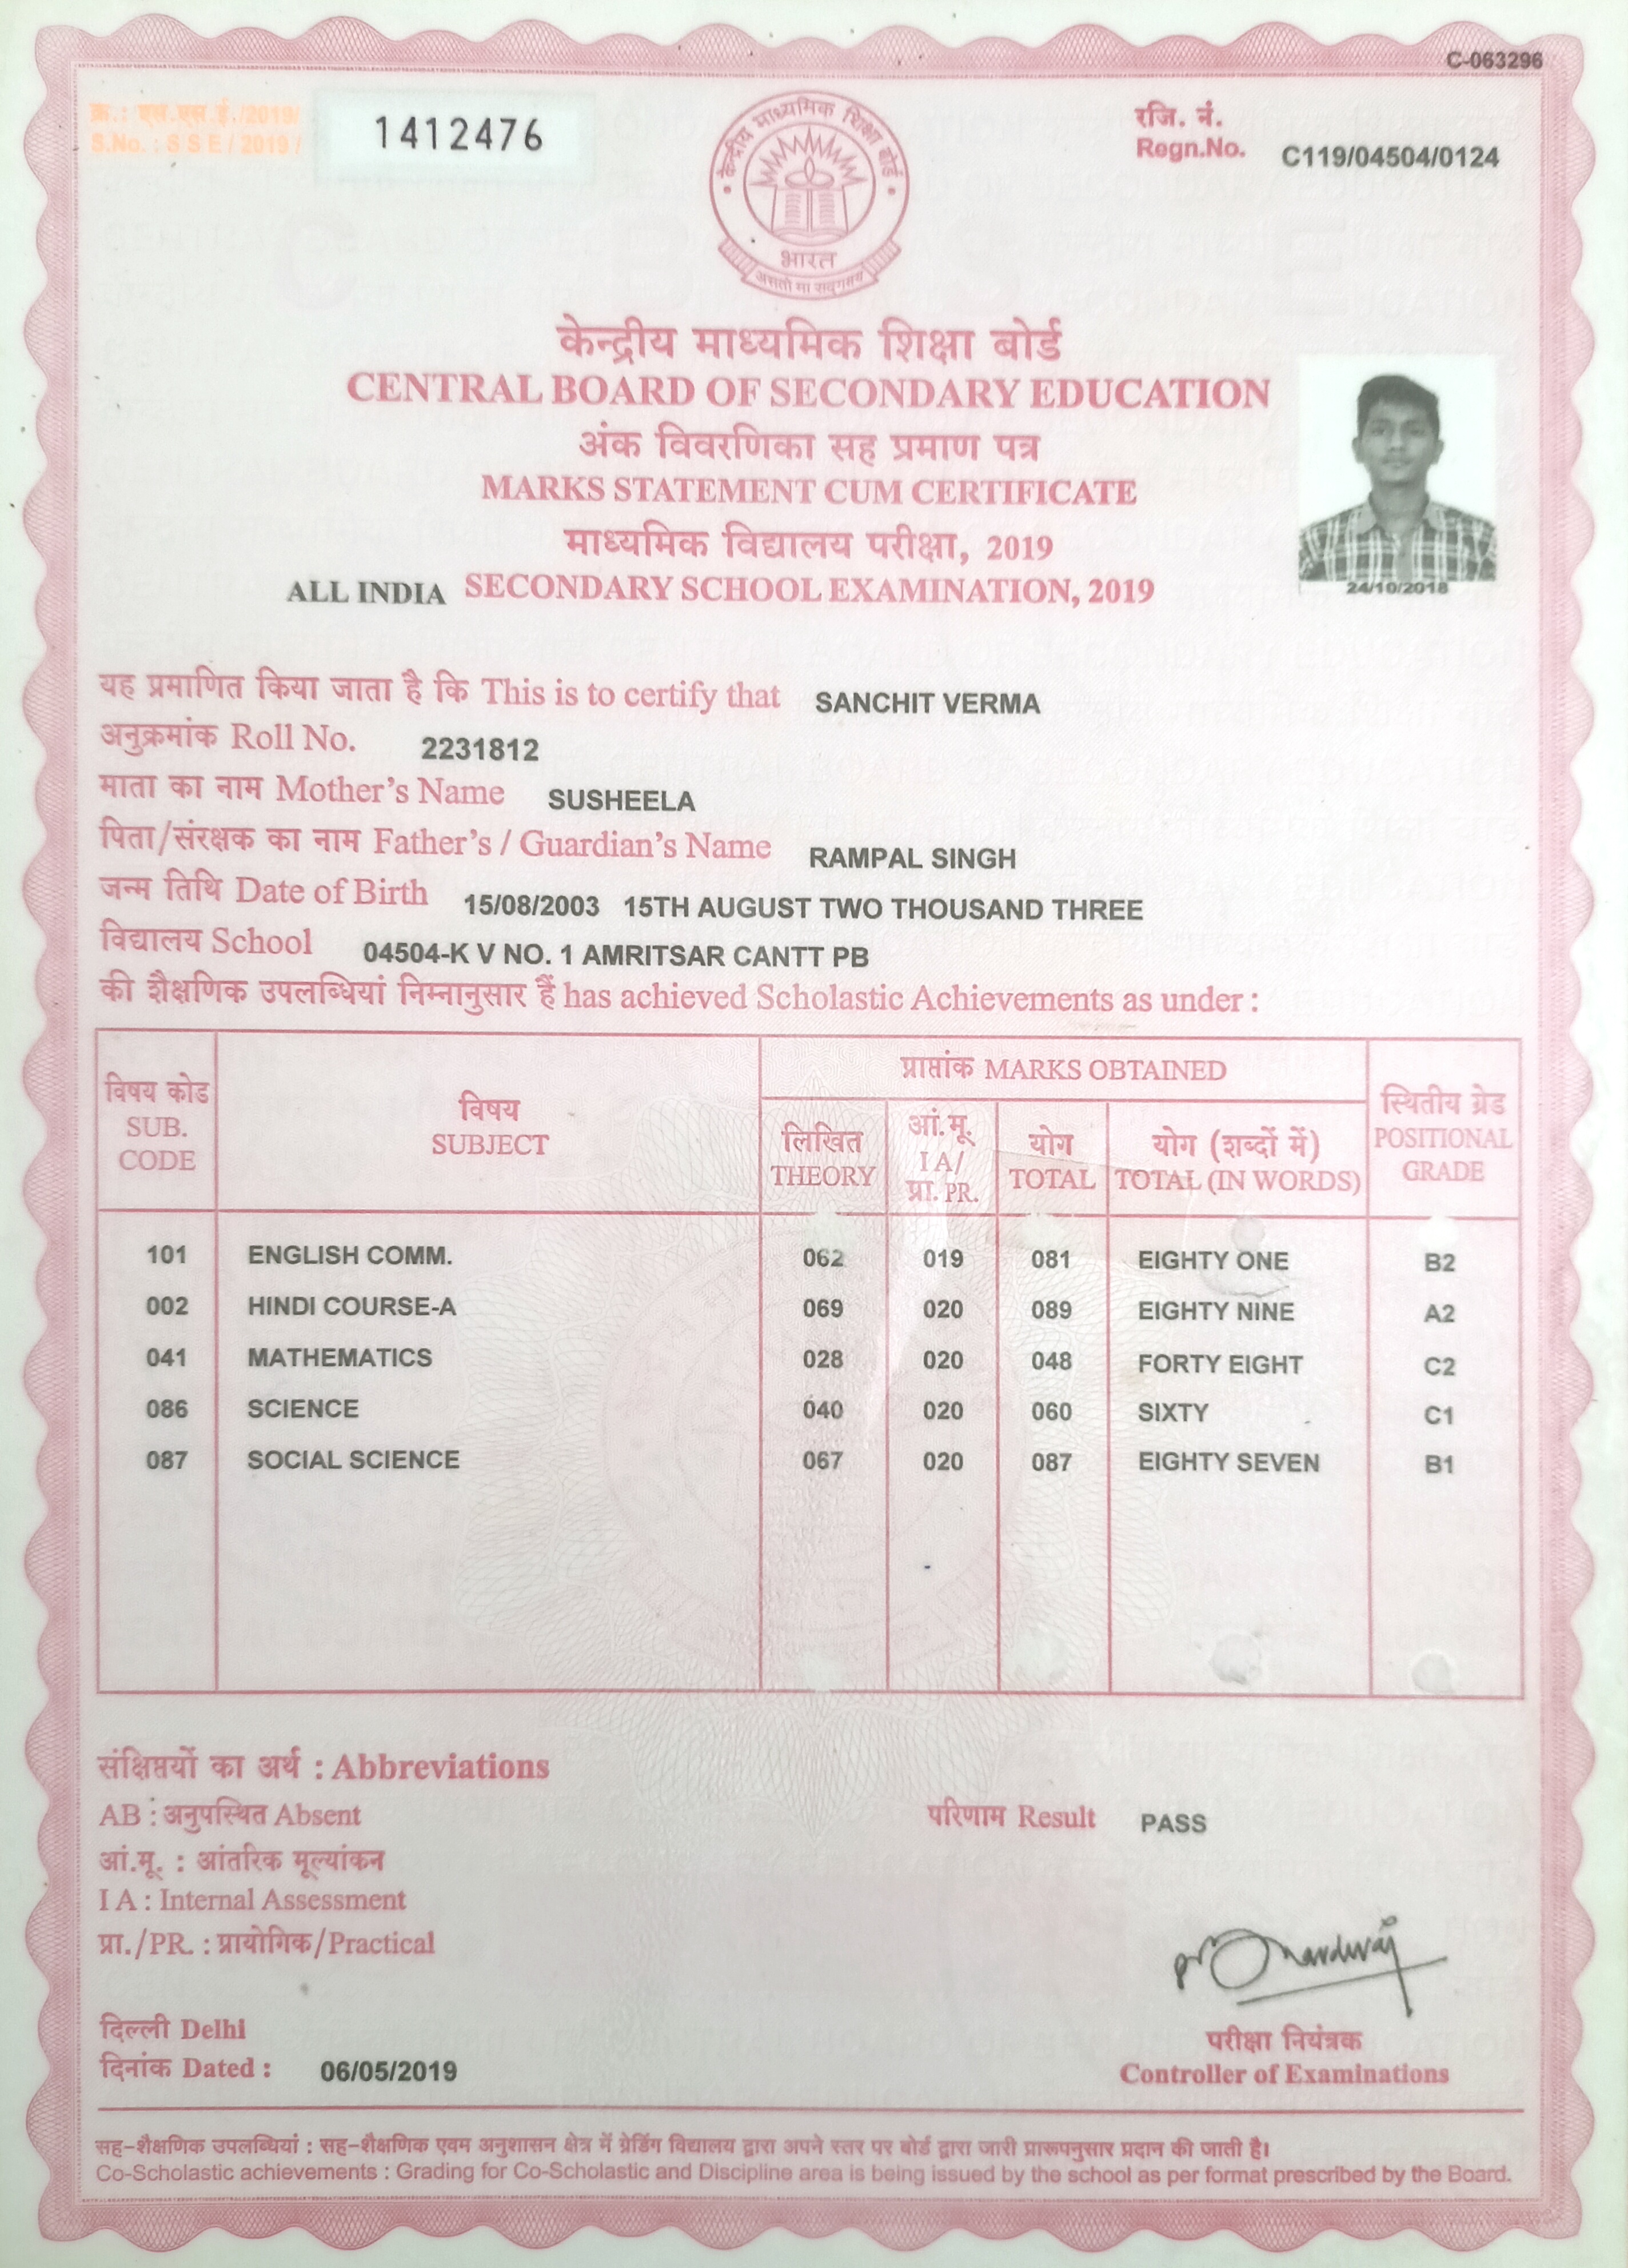 C-063296
क्र.: एस.एस.ई./2019/
S.No. : S S E / 2019 /
1412476
रजि. नं.
Regn.No. C119/04504/0124
केन्द्रीय माध्यमिक शिक्षा बोर्ड
भारत
असतो मा सद्गमय
केन्द्रीय माध्यमिक शिक्षा बोर्ड
CENTRAL BOARD OF SECONDARY EDUCATION
अंक विवरणिका सह प्रमाण पत्र
MARKS STATEMENT CUM CERTIFICATE
माध्यमिक विद्यालय परीक्षा, 2019
ALL INDIA SECONDARY SCHOOL EXAMINATION, 2019
24/10/2018
यह प्रमाणित किया जाता है कि This is to certify that SANCHIT VERMA
अनुक्रमांक Roll No. 2231812
माता का नाम Mother's Name SUSHEELA
पिता/संरक्षक का नाम Father's / Guardian's Name RAMPAL SINGH
जन्म तिथि Date of Birth 15/08/2003 15TH AUGUST TWO THOUSAND THREE
विद्यालय School 04504-K V NO. 1 AMRITSAR CANTT PB
की शैक्षणिक उपलब्धियां निम्नानुसार हैं has achieved Scholastic Achievements as under :
विषय कोड SUB. CODE
विषय SUBJECT
प्राप्तांक MARKS OBTAINED
लिखित THEORY
आं.मू. I A/ प्रा. PR.
योग TOTAL
योग (शब्दों में) TOTAL (IN WORDS)
स्थितीय ग्रेड POSITIONAL GRADE
101 ENGLISH COMM. 062 019 081 EIGHTY ONE B2
002 HINDI COURSE-A 069 020 089 EIGHTY NINE A2
041 MATHEMATICS 028 020 048 FORTY EIGHT C2
086 SCIENCE 040 020 060 SIXTY C1
087 SOCIAL SCIENCE 067 020 087 EIGHTY SEVEN B1
संक्षिप्तयों का अर्थ : Abbreviations
AB : अनुपस्थित Absent
परिणाम Result PASS
आं.मू. : आंतरिक मूल्यांकन
I A : Internal Assessment
प्रा./PR. : प्रायोगिक/Practical
दिल्ली Delhi
दिनांक Dated : 06/05/2019
परीक्षा नियंत्रक
Controller of Examinations
सह-शैक्षणिक उपलब्धियां : सह-शैक्षणिक एवम अनुशासन क्षेत्र में ग्रेडिंग विद्यालय द्वारा अपने स्तर पर बोर्ड द्वारा जारी प्रारूपनुसार प्रदान की जाती है।
Co-Scholastic achievements : Grading for Co-Scholastic and Discipline area is being issued by the school as per format prescribed by the Board.